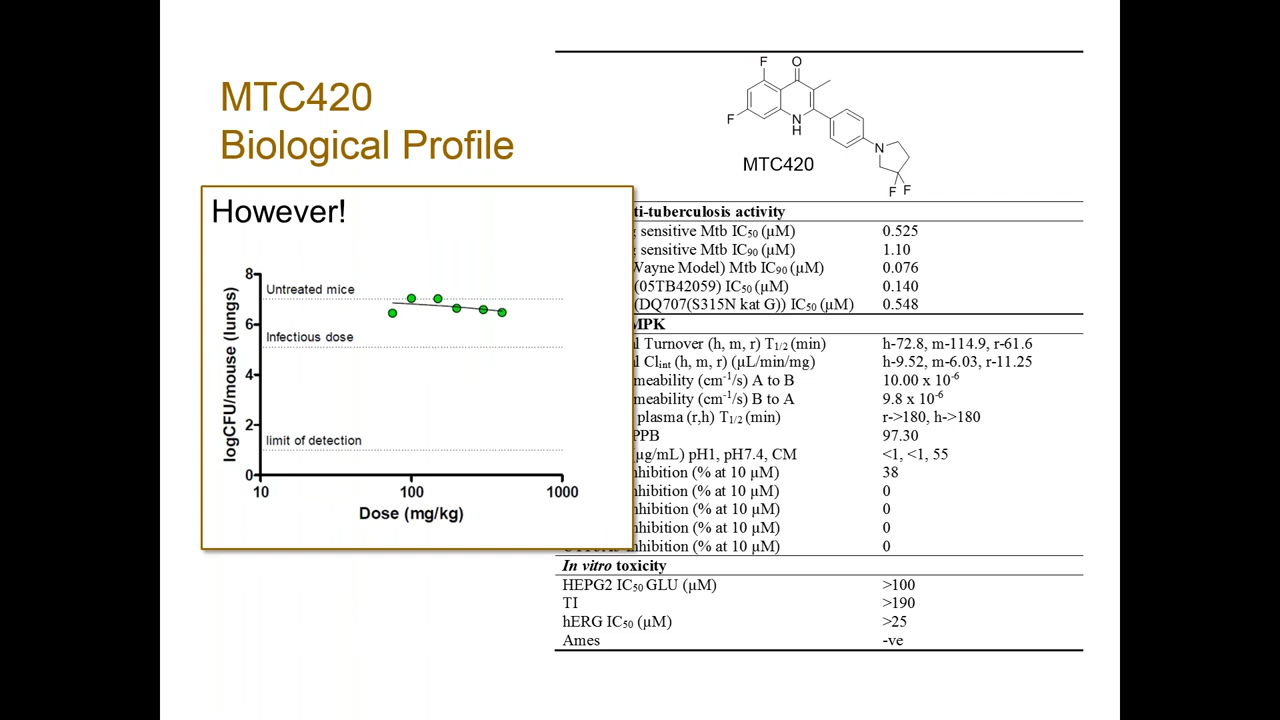 MTC420
Biological Profile
However!
logCFU/mouse (lungs)
8
6
4
2
0
Untreated mice
Infectious dose
limit of detection
10
100
1000
Dose (mg/kg)
F
O
F
N
H
N
F
F
MTC420
ti-tuberculosis activity
sensitive Mtb IC50 (µM) 0.525
sensitive Mtb IC90 (µM) 1.10
Wayne Model) Mtb IC90 (µM) 0.076
(05TB42059) IC50 (µM) 0.140
(DQ707(S315N kat G)) IC50 (µM) 0.548
MPK
l Turnover (h, m, r) T1/2 (min) h-72.8, m-114.9, r-61.6
l Clint (h, m, r) (µL/min/mg) h-9.52, m-6.03, r-11.25
meability (cm-1/s) A to B 10.00 x 10-6
meability (cm-1/s) B to A 9.8 x 10-6
plasma (r,h) T1/2 (min) r->180, h->180
PPB 97.30
µg/mL) pH1, pH7.4, CM <1, <1, 55
nhibition (% at 10 µM) 38
nhibition (% at 10 µM) 0
nhibition (% at 10 µM) 0
nhibition (% at 10 µM) 0
nhibition (% at 10 µM) 0
In vitro toxicity
HEPG2 IC50 GLU (µM) >100
TI >190
hERG IC50 (µM) >25
Ames -ve